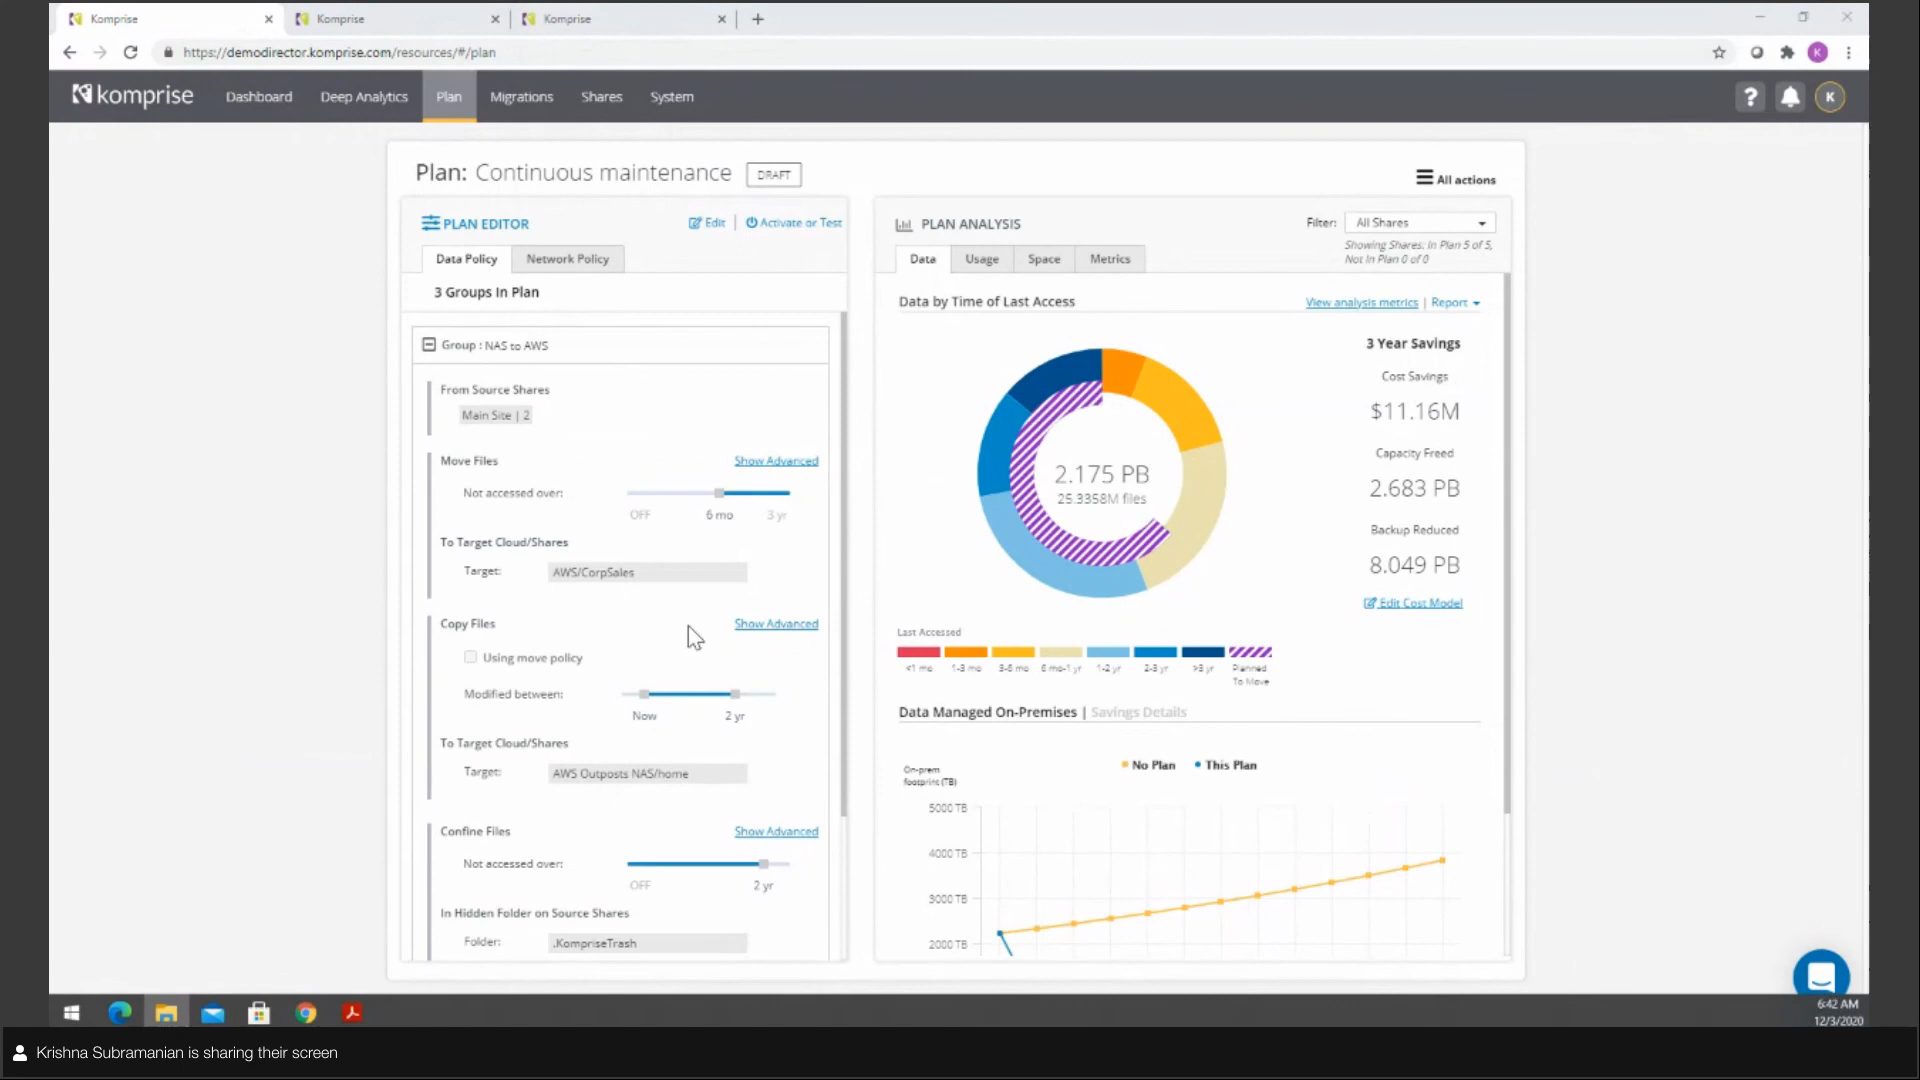 Komprise
Komprise
Komprise
https://demodirector.komprise.com/resources/#/plan
K
komprise
Dashboard
Deep Analytics
Plan
Migrations
Shares
System
?
K
Plan: Continuous maintenance
DRAFT
All actions
PLAN EDITOR
Edit
Activate or Test
Data Policy
Network Policy
3 Groups In Plan
Group : NAS to AWS
From Source Shares
Main Site | 2
Move Files
Show Advanced
Not accessed over:
OFF
6 mo
3 yr
To Target Cloud/Shares
Target:
AWS/CorpSales
Copy Files
Show Advanced
Using move policy
Modified between:
Now
2 yr
To Target Cloud/Shares
Target:
AWS Outposts NAS/home
Confine Files
Show Advanced
Not accessed over:
OFF
2 yr
In Hidden Folder on Source Shares
Folder:
.KompriseTrash
PLAN ANALYSIS
Filter:
All Shares
Showing Shares: In Plan 5 of 5,
Not In Plan 0 of 0
Data
Usage
Space
Metrics
Data by Time of Last Access
View analysis metrics | Report
2.175 PB
25.3358M files
3 Year Savings
Cost Savings
$11.16M
Capacity Freed
2.683 PB
Backup Reduced
8.049 PB
Edit Cost Model
Last Accessed
<1 mo
1-3 mo
3-6 mo
6 mo-1 yr
1-2 yr
2-3 yr
>3 yr
Planned
To Move
Data Managed On-Premises | Savings Details
On-prem
footprint (TB)
No Plan
This Plan
5000 TB
4000 TB
3000 TB
2000 TB
6:42 AM
12/3/2020
Krishna Subramanian is sharing their screen